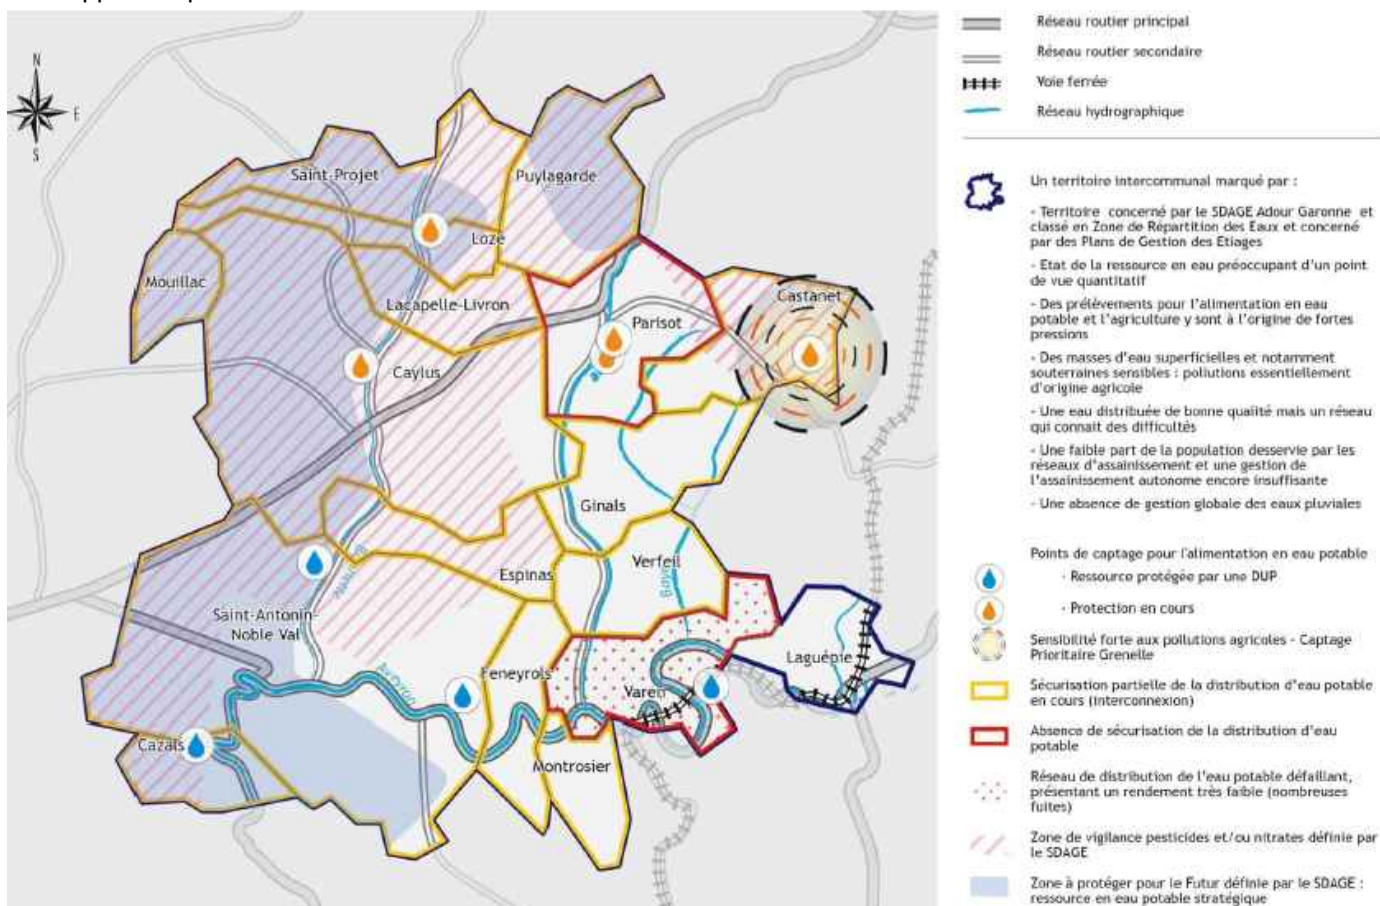 N
E
S
Saint-Projet
Puylagarde
Loze
Mouillac
Lacapelle-Livron
Castanet
Parisot
Caylus
Ginals
Verfeil
Espinas
Bonnette
Saint-Antonin-
Noble Val
Laguépie
Feneyrols
Varen
Aveyron
Cazals
Montrosier
Réseau routier principal
Réseau routier secondaire
Voie ferrée
Réseau hydrographique
Un territoire intercommunal marqué par :
- Territoire concerné par le SDAGE Adour Garonne et
classé en Zone de Répartition des Eaux et concerné
par des Plans de Gestion des Etiages
- Etat de la ressource en eau préoccupant d'un point
de vue quantitatif
- Des prélèvements pour l'alimentation en eau
potable et l'agriculture y sont à l'origine de fortes
pressions
- Des masses d'eau superficielles et notamment
souterraines sensibles : pollutions essentiellement
d'origine agricole
- Une eau distribuée de bonne qualité mais un réseau
qui connait des difficultés
- Une faible part de la population desservie par les
réseaux d'assainissement et une gestion de
l'assainissement autonome encore insuffisante
- Une absence de gestion globale des eaux pluviales
Points de captage pour l'alimentation en eau potable
- Ressource protégée par une DUP
- Protection en cours
Sensibilité forte aux pollutions agricoles - Captage
Prioritaire Grenelle
Sécurisation partielle de la distribution d'eau potable
en cours (interconnexion)
Absence de sécurisation de la distribution d'eau
potable
Réseau de distribution de l'eau potable défaillant,
présentant un rendement très faible (nombreuses
fuites)
Zone de vigilance pesticides et/ou nitrates définie par
le SDAGE
Zone à protéger pour le Futur définie par le SDAGE :
ressource en eau potable stratégique